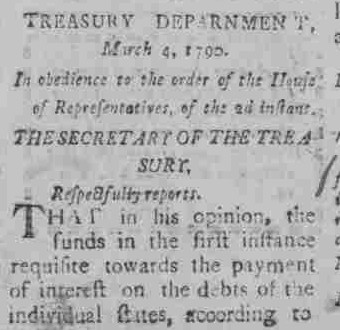 TREASURY DEPARNMENT,
March 4, 1790.
In obedience to the order of the House
of Representatives, of the 2d instant,
THE SECRETARY OF THE TREA-
SURY,
Respectfully reports.
THAT in his opinion, the
funds in the first instance
requisite towards the payment
of interest on the debts of the
individual states, according to